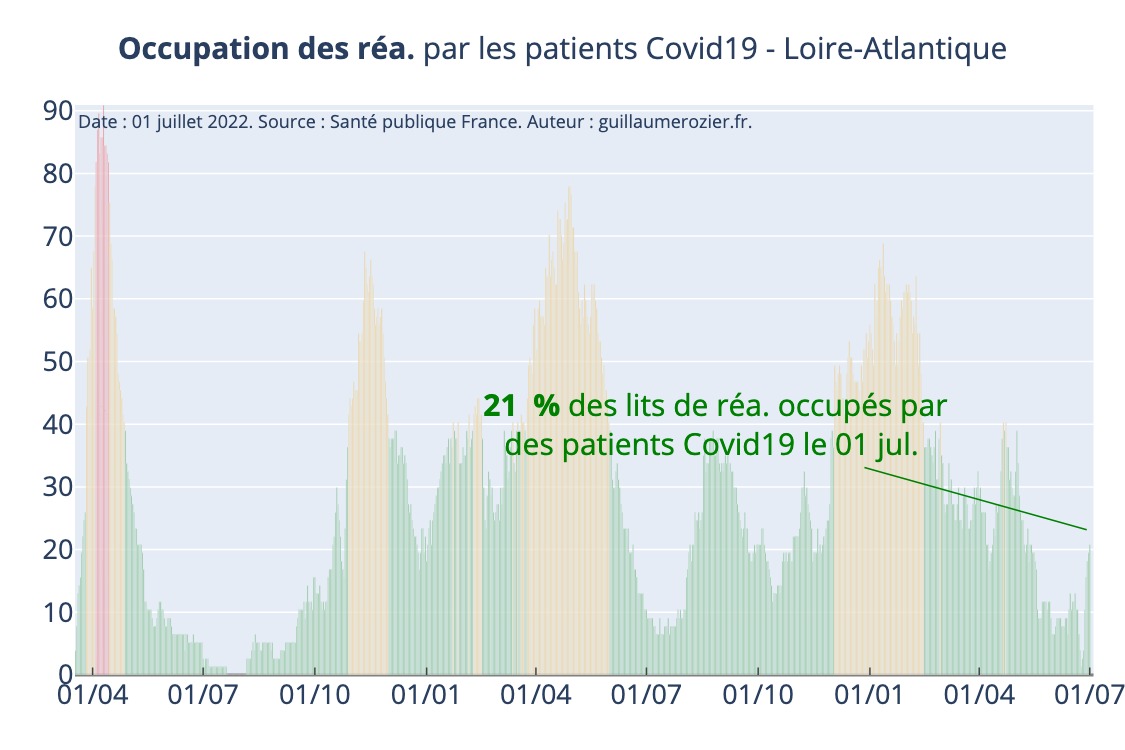 Occupation des réa. par les patients Covid19 - Loire-Atlantique
90
Date : 01 juillet 2022. Source : Santé publique France. Auteur : guillaumerozier.fr.
80
70
60
50
21 % des lits de réa. occupés par
40
des patients Covid19 le 01 jul.
30
20
10
0
01/04 01/07 01/10 01/01 01/04 01/07 01/10 01/01 01/04 01/07